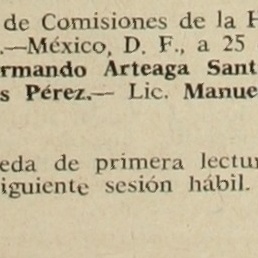 de Comisiones de la H
.—México, D. F., a 25
rmando Arteaga Sant
s Pérez.— Lic. Manue
eda de primera lectur
iguiente sesión hábil.